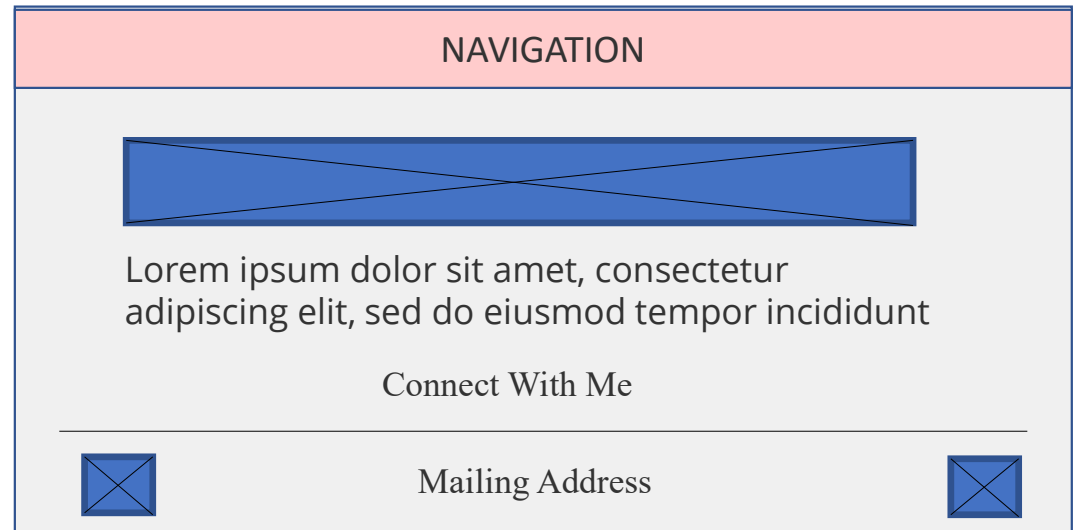 NAVIGATION
Lorem ipsum dolor sit amet, consectetur
adipiscing elit, sed do eiusmod tempor incididunt
Connect With Me
Mailing Address